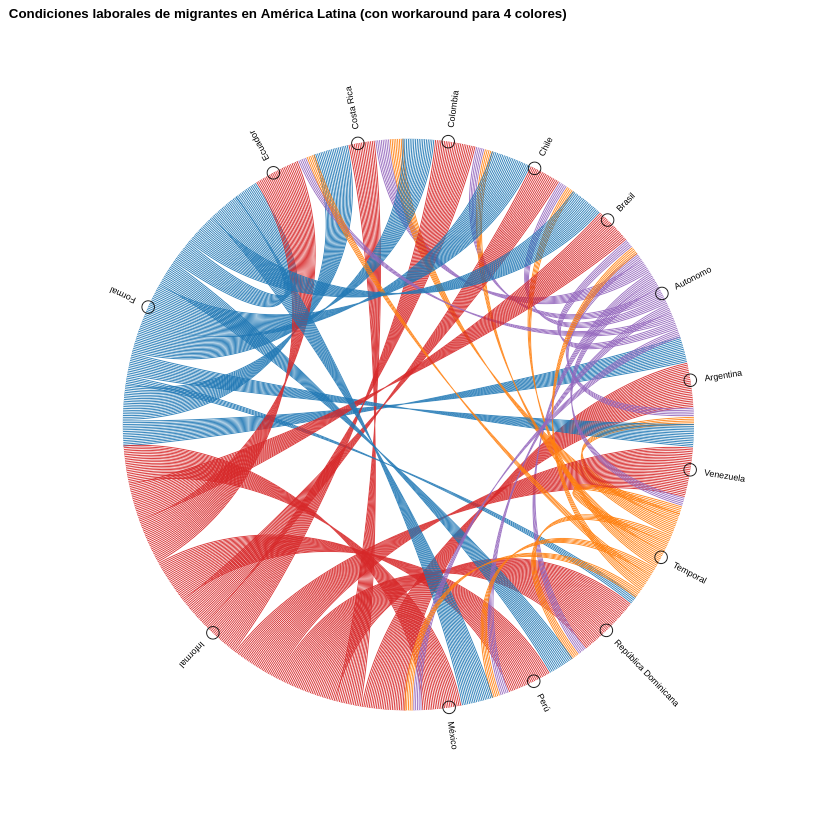 Condiciones laborales de migrantes en América Latina (con workaround para 4 colores)
Costa Rica
Colombia
Ecuador
Chile
Brasil
Autonomo
Formal
Argentina
Venezuela
Temporal
Informal
República Dominicana
Perú
México